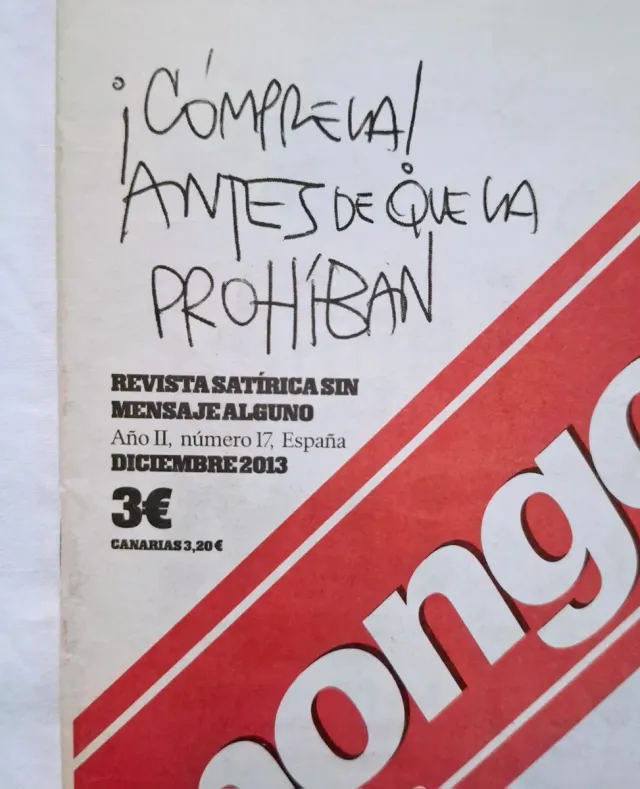 ¡CÓMPRELA!
ANTES DE QUE LA
PROHÍBAN
REVISTA SATÍRICA SIN
MENSAJE ALGUNO
Año II, número 17, España
DICIEMBRE 2013
3€
CANARIAS 3,20 €
mongo